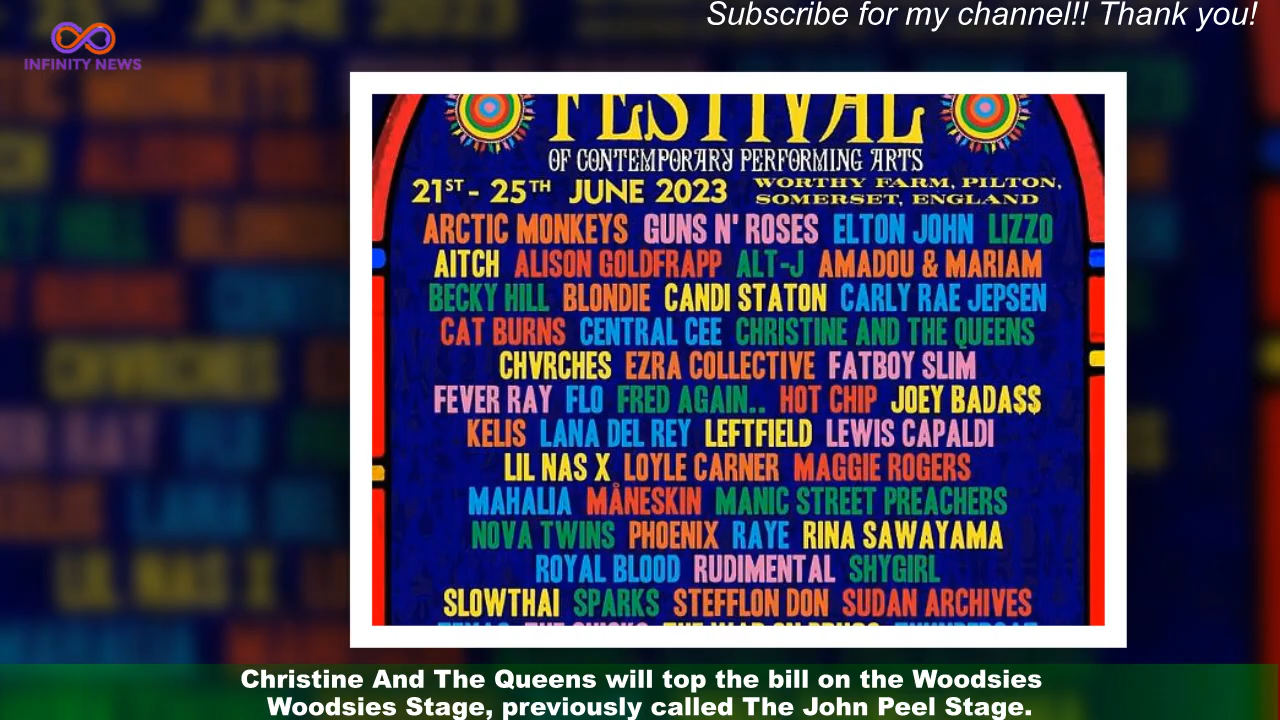 Subscribe for my channel!! Thank you!
INFINITY NEWS
FESTIVAL
OF CONTEMPORARY PERFORMING ARTS
21ST - 25TH JUNE 2023 WORTHY FARM, PILTON,
SOMERSET, ENGLAND
ARCTIC MONKEYS GUNS N' ROSES ELTON JOHN LIZZO
AITCH ALISON GOLDFRAPP ALT-J AMADOU & MARIAM
BECKY HILL BLONDIE CANDI STATON CARLY RAE JEPSEN
CAT BURNS CENTRAL CEE CHRISTINE AND THE QUEENS
CHVRCHES EZRA COLLECTIVE FATBOY SLIM
FEVER RAY FLO FRED AGAIN.. HOT CHIP JOEY BADA$$
KELIS LANA DEL REY LEFTFIELD LEWIS CAPALDI
LIL NAS X LOYLE CARNER MAGGIE ROGERS
MAHALIA MÅNESKIN MANIC STREET PREACHERS
NOVA TWINS PHOENIX RAYE RINA SAWAYAMA
ROYAL BLOOD RUDIMENTAL SHYGIRL
SLOWTHAI SPARKS STEFFLON DON SUDAN ARCHIVES
Christine And The Queens will top the bill on the Woodsies
Woodsies Stage, previously called The John Peel Stage.